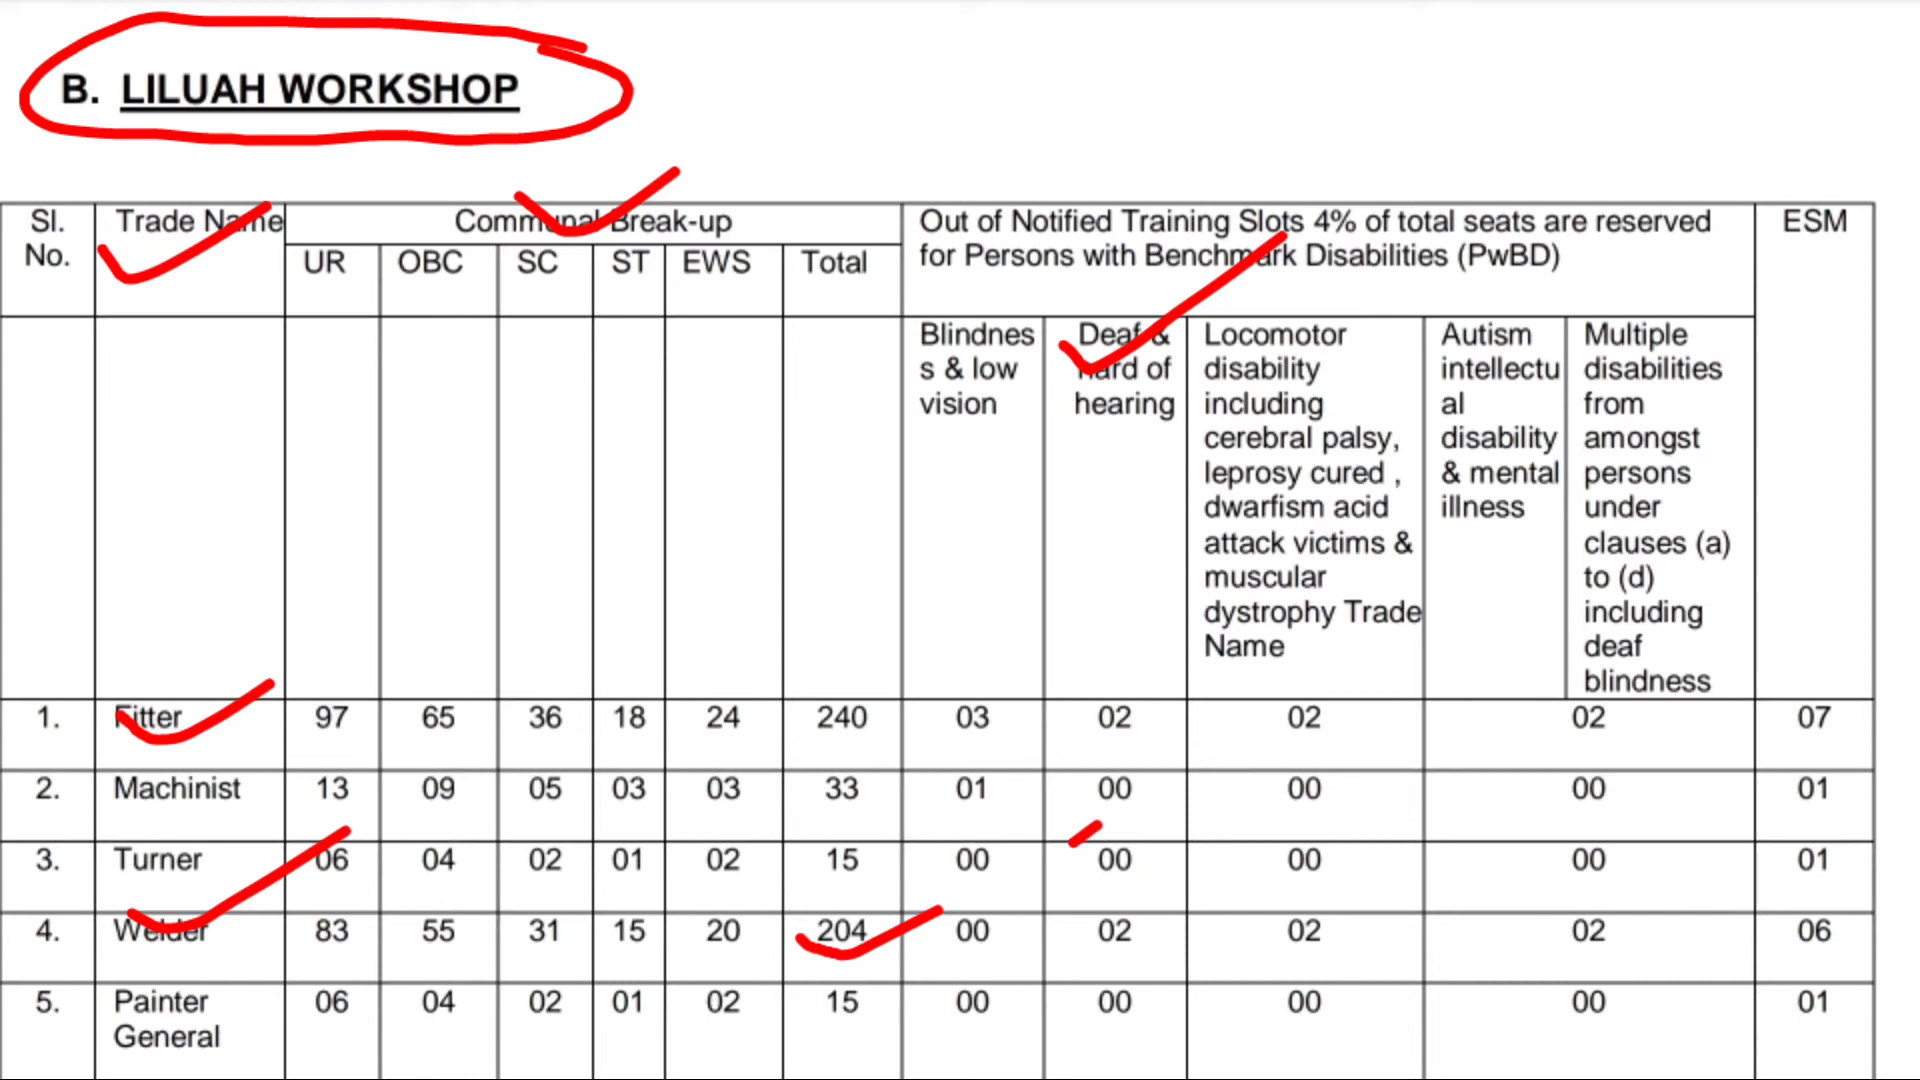 B. LILUAH WORKSHOP
Sl. No. Trade Name Communal Break-up Out of Notified Training Slots 4% of total seats are reserved for Persons with Benchmark Disabilities (PwBD) ESM
UR OBC SC ST EWS Total
Blindnes
s & low
vision
Deaf &
hard of
hearing
Locomotor
disability
including
cerebral palsy,
leprosy cured ,
dwarfism acid
attack victims &
muscular
dystrophy Trade
Name
Autism
intellectu
al
disability
& mental
illness
Multiple
disabilities
from
amongst
persons
under
clauses (a)
to (d)
including
deaf
blindness
1. Fitter 97 65 36 18 24 240 03 02 02 02 07
2. Machinist 13 09 05 03 03 33 01 00 00 00 01
3. Turner 06 04 02 01 02 15 00 00 00 00 01
4. Welder 83 55 31 15 20 204 00 02 02 02 06
5. Painter General 06 04 02 01 02 15 00 00 00 00 01